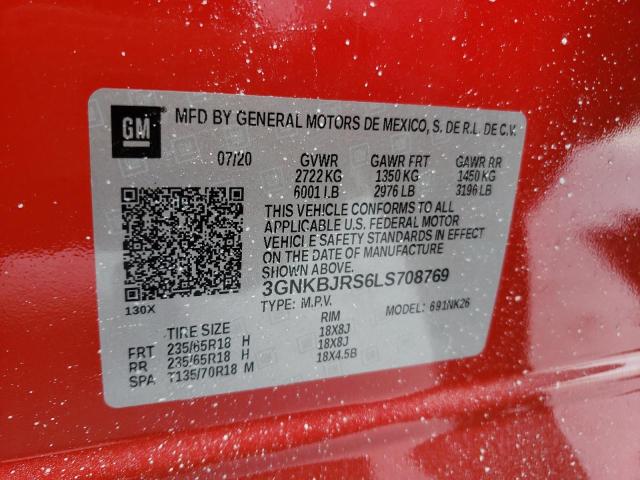 GM MFD BY GENERAL MOTORS DE MEXICO, S. DE R.L. DE C.V.
07/20 GVWR GAWR FRT GAWR RR
2722 KG 1350 KG 1450 KG
6001 LB 2976 LB 3196 LB
THIS VEHICLE CONFORMS TO ALL
APPLICABLE U.S. FEDERAL MOTOR
VEHICLE SAFETY STANDARDS IN EFFECT
ON THE DATE OF MANUFACTURE
SHOWN ABOVE.
3GNKBJRS6LS708769
TYPE: M.P.V. MODEL: 691NK26
130X
TIRE SIZE RIM
FRT 235/65R18 H 18X8J
RR 235/65R18 H 18X8J
SPA T135/70R18 M 18X4.5B